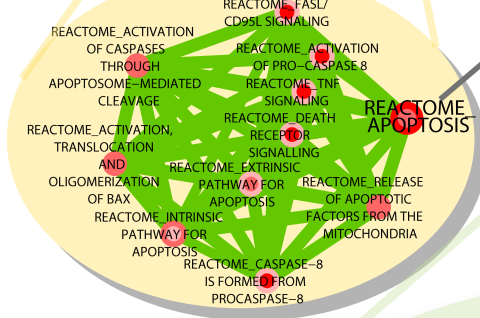 REACTOME_FASL/
CD95L SIGNALING
REACTOME_ACTIVATION
OF CASPASES
THROUGH
APOPTOSOME-MEDIATED
CLEAVAGE
REACTOME_ACTIVATION
OF PRO-CASPASE 8
REACTOME_TNF
SIGNALING
REACTOME_
APOPTOSIS
REACTOME_DEATH
RECEPTOR
SIGNALLING
REACTOME_ACTIVATION,
TRANSLOCATION
AND
OLIGOMERIZATION
OF BAX
REACTOME_EXTRINSIC
PATHWAY FOR
APOPTOSIS
REACTOME_RELEASE
OF APOPTOTIC
FACTORS FROM THE
MITOCHONDRIA
REACTOME_INTRINSIC
PATHWAY FOR
APOPTOSIS
REACTOME_CASPASE-8
IS FORMED FROM
PROCASPASE-8